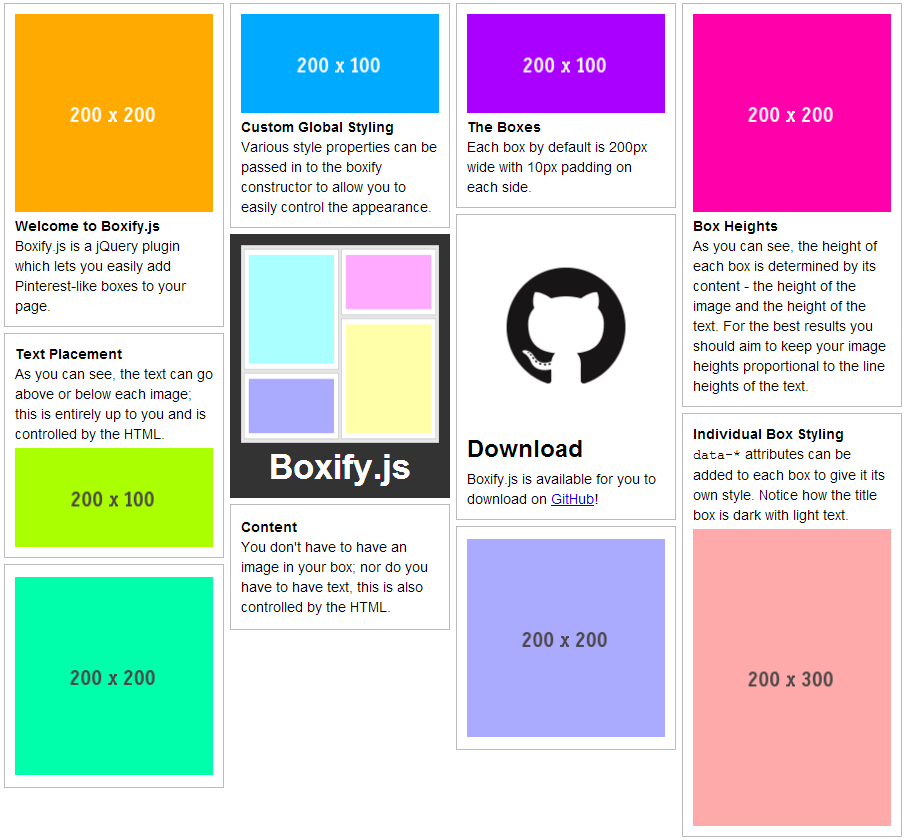 200 x 200
Welcome to Boxify.js
Boxify.js is a jQuery plugin
which lets you easily add
Pinterest-like boxes to your
page.
Text Placement
As you can see, the text can go
above or below each image;
this is entirely up to you and is
controlled by the HTML.
200 x 100
200 x 200
200 x 100
Custom Global Styling
Various style properties can be
passed in to the boxify
constructor to allow you to
easily control the appearance.
Boxify.js
Content
You don't have to have an
image in your box; nor do you
have to have text, this is also
controlled by the HTML.
200 x 100
The Boxes
Each box by default is 200px
wide with 10px padding on
each side.
Download
Boxify.js is available for you to
download on GitHub!
200 x 200
200 x 200
Box Heights
As you can see, the height of
each box is determined by its
content - the height of the
image and the height of the
text. For the best results you
should aim to keep your image
heights proportional to the line
heights of the text.
Individual Box Styling
data-* attributes can be
added to each box to give it its
own style. Notice how the title
box is dark with light text.
200 x 300